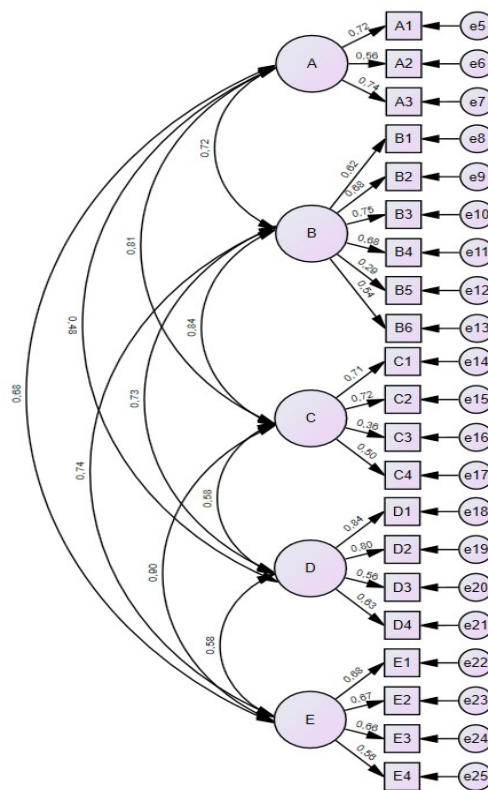 A
0,72
A1
e5
0,56
A2
e6
0,74
A3
e7
0,72
B
0,62
B1
e8
0,68
B2
e9
0,75
B3
e10
0,68
B4
e11
0,29
B5
e12
0,54
B6
e13
0,81
0,48
0,68
0,84
0,73
0,74
C
0,71
C1
e14
0,72
C2
e15
0,36
C3
e16
0,50
C4
e17
0,58
0,90
D
0,84
D1
e18
0,80
D2
e19
0,56
D3
e20
0,63
D4
e21
0,58
E
0,68
E1
e22
0,67
E2
e23
0,66
E3
e24
0,56
E4
e25